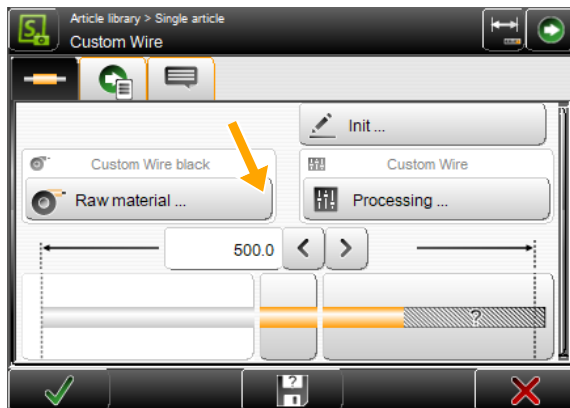 Article library > Single article
Custom Wire
Init ...
Custom Wire black
Custom Wire
Raw material ...
Processing ...
500.0
?
?